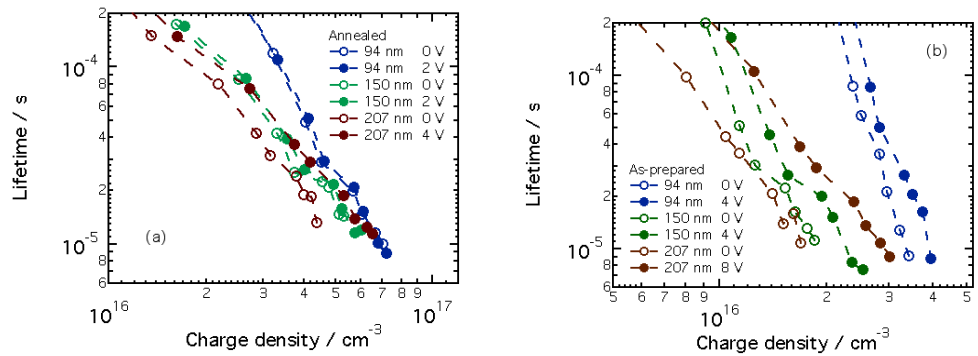 Annealed
94 nm 0 V
94 nm 2 V
150 nm 0 V
150 nm 2 V
207 nm 0 V
207 nm 4 V
(a)
Lifetime / s
2
10⁻⁴
8
6
4
2
10⁻⁵
8
6
10¹⁶
2
3
4
5
6
7
8
9
10¹⁷
Charge density / cm⁻³
(b)
As-prepared
94 nm 0 V
94 nm 4 V
150 nm 0 V
150 nm 4 V
207 nm 0 V
207 nm 8 V
Lifetime / s
2
10⁻⁴
8
6
4
2
10⁻⁵
8
6
5
6
7
8
9
10¹⁶
2
3
4
5
Charge density / cm⁻³